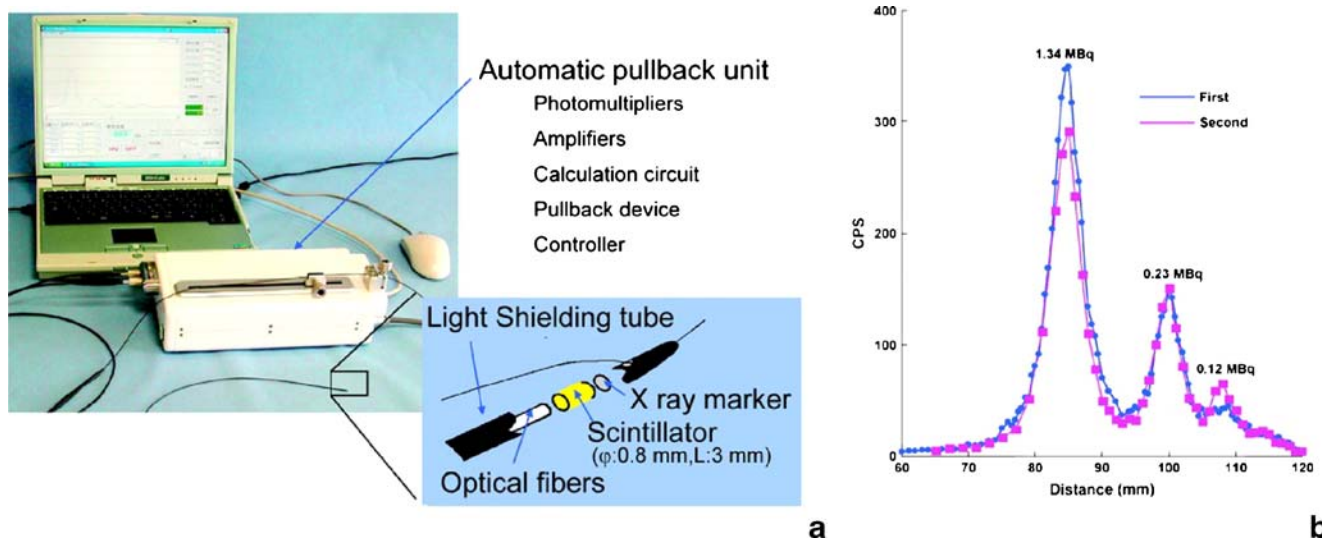 Automatic pullback unit
Photomultipliers
Amplifiers
Calculation circuit
Pullback device
Controller
Light Shielding tube
X ray marker
Scintillator
(φ:0.8 mm,L:3 mm)
Optical fibers
a
400
300
200
100
0
CPS
1.34 MBq
0.23 MBq
0.12 MBq
First
Second
60
70
80
90
100
110
120
Distance (mm)
b